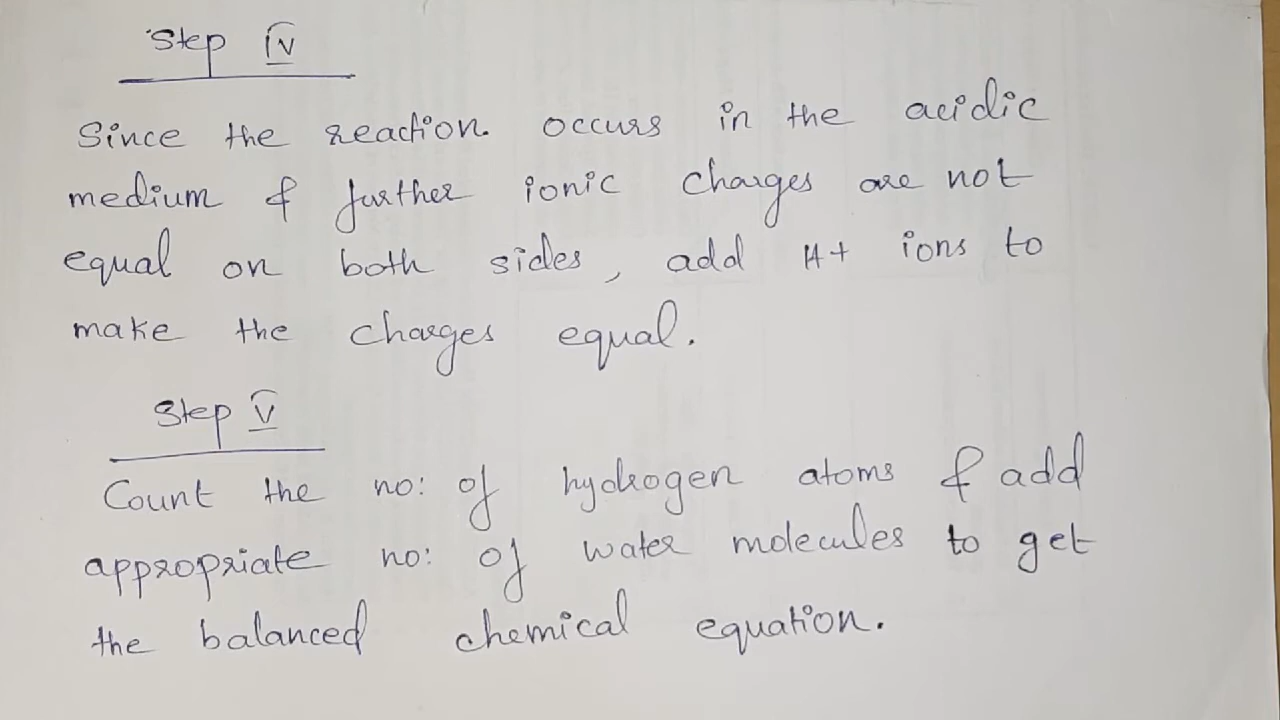 Step IV
Since the reaction. occurs in the acidic
medium & further ionic charges are not
equal on both sides, add H+ ions to
make the charges equal.
Step V
Count the no: of hydrogen atoms & add
appropriate no: of water molecules to get
the balanced chemical equation.